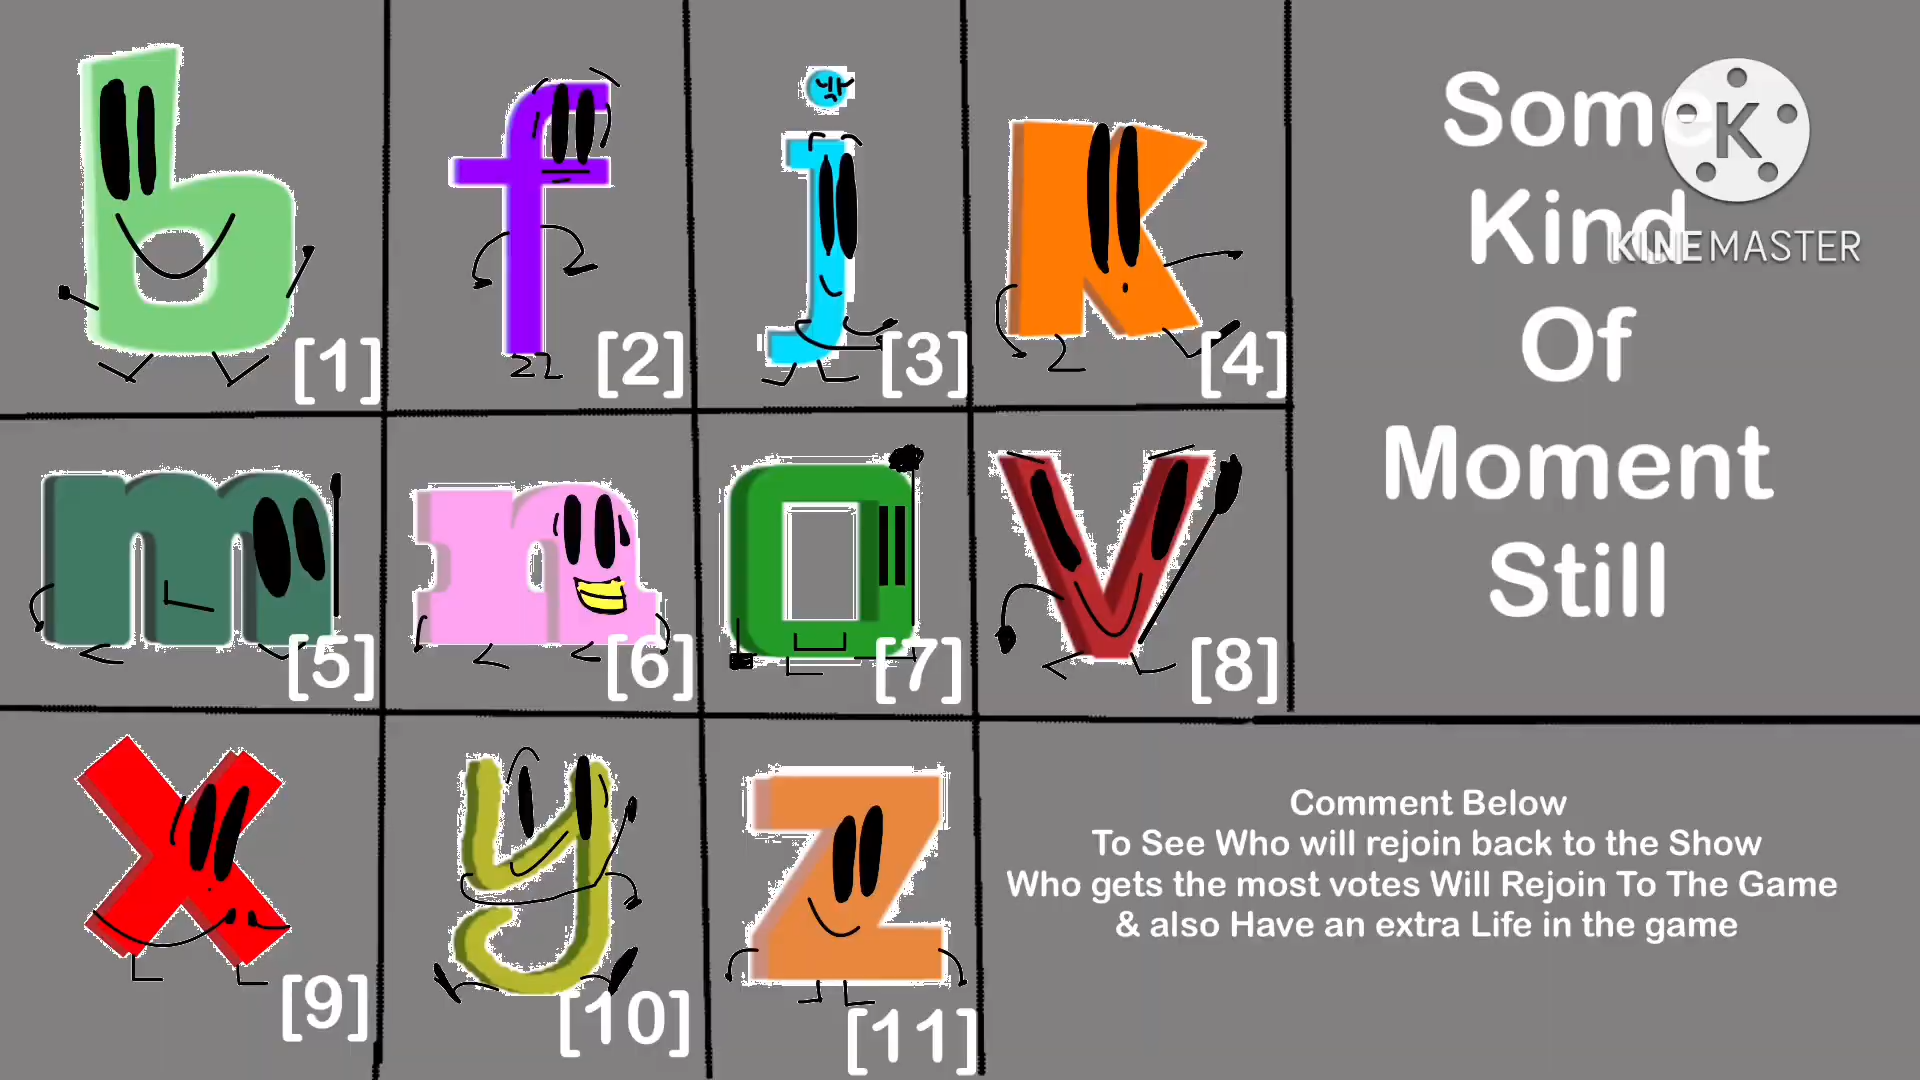 b
f
j
k
[1]
[2]
[3]
[4]
Some
Kind
Of
Moment
Still
K
KINEMASTER
m
n
o
v
[5]
[6]
[7]
[8]
x
y
z
[9]
[10]
[11]
Comment Below
To See Who will rejoin back to the Show
Who gets the most votes Will Rejoin To The Game
& also Have an extra Life in the game